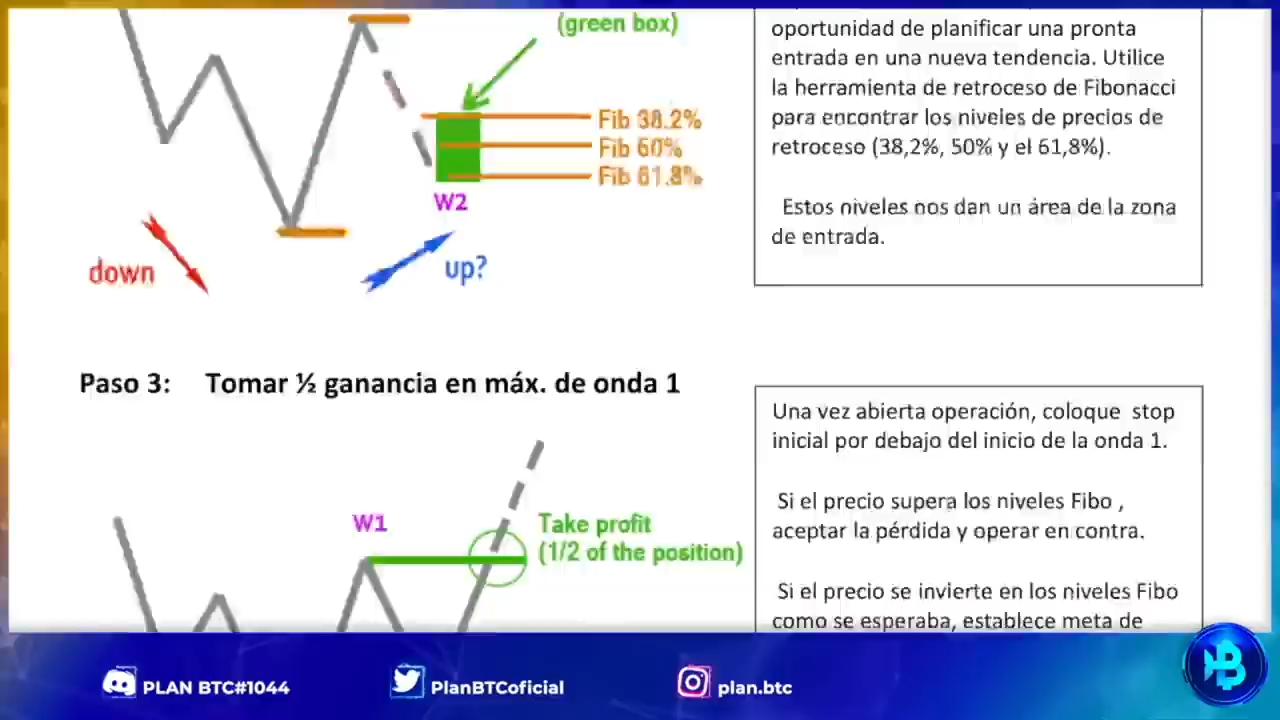 (green box)
Fib 38.2%
Fib 50%
Fib 61.8%
W2
down
up?
oportunidad de planificar una pronta
entrada en una nueva tendencia. Utilice
la herramienta de retroceso de Fibonacci
para encontrar los niveles de precios de
retroceso (38,2%, 50% y el 61,8%).
Estos niveles nos dan un área de la zona
de entrada.
Paso 3: Tomar ½ ganancia en máx. de onda 1
W1
Take profit
(1/2 of the position)
Una vez abierta operación, coloque stop
inicial por debajo del inicio de la onda 1.
Si el precio supera los niveles Fibo ,
aceptar la pérdida y operar en contra.
Si el precio se invierte en los niveles Fibo
como se esperaba, establece meta de
PLAN BTC#1044
PlanBTCoficial
plan.btc